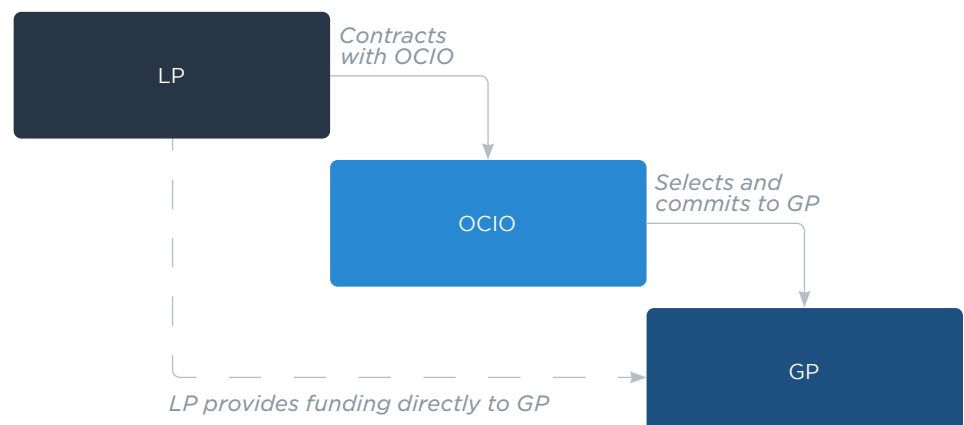 LP
Contracts
with OCIO
OCIO
Selects and
commits to GP
GP
LP provides funding directly to GP